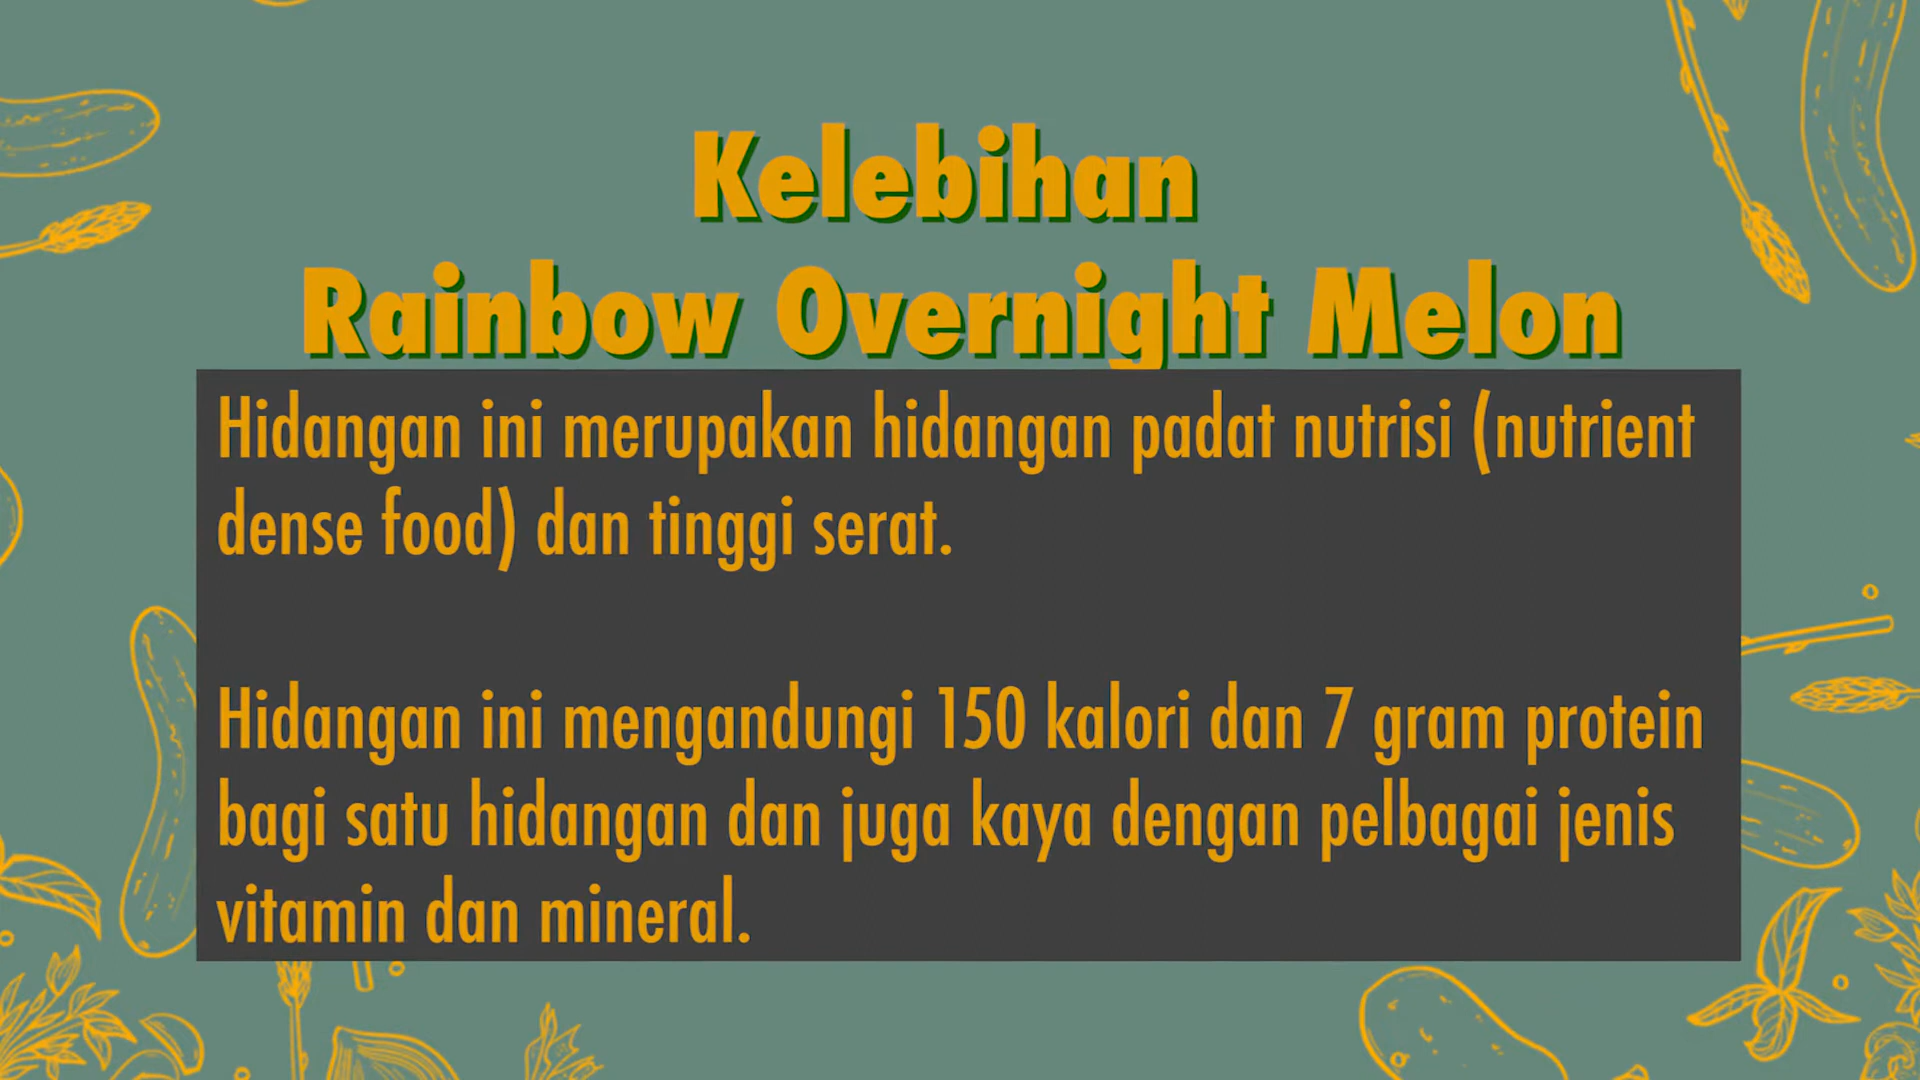 Kelebihan
Rainbow Overnight Melon
Hidangan ini merupakan hidangan padat nutrisi (nutrient
dense food) dan tinggi serat.
Hidangan ini mengandungi 150 kalori dan 7 gram protein
bagi satu hidangan dan juga kaya dengan pelbagai jenis
vitamin dan mineral.